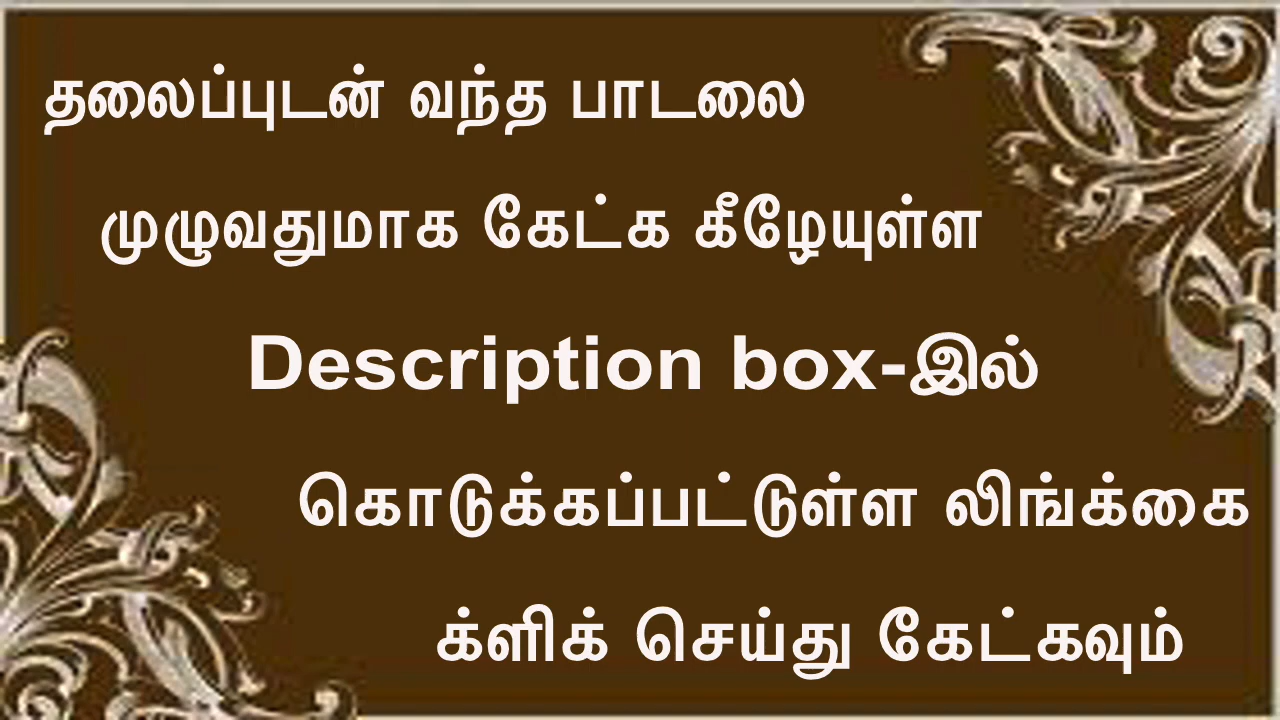 தலைப்புடன் வந்த பாடலை
முழுவதுமாக கேட்க கீழேயுள்ள
Description box-இல்
கொடுக்கப்பட்டுள்ள லிங்க்கை
க்ளிக் செய்து கேட்கவும்